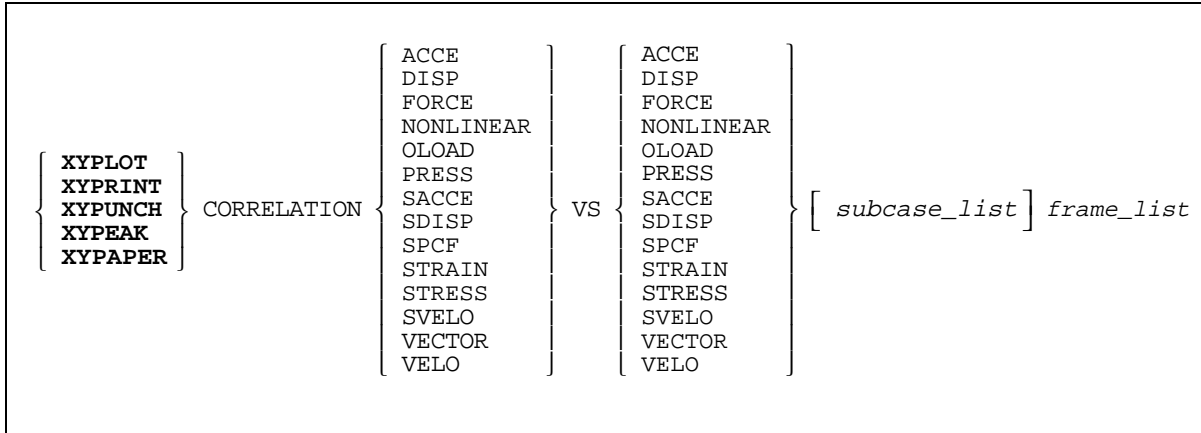 ACCE ACCE
DISP DISP
FORCE FORCE
NONLINEAR NONLINEAR
XYPLOT OLOAD OLOAD
XYPRINT PRESS PRESS
XYPUNCH CORRELATION SACCE VS SACCE [ subcase_list ] frame_list
XYPEAK SDISP SDISP
XYPAPER SPCF SPCF
STRAIN STRAIN
STRESS STRESS
SVELO SVELO
VECTOR VECTOR
VELO VELO